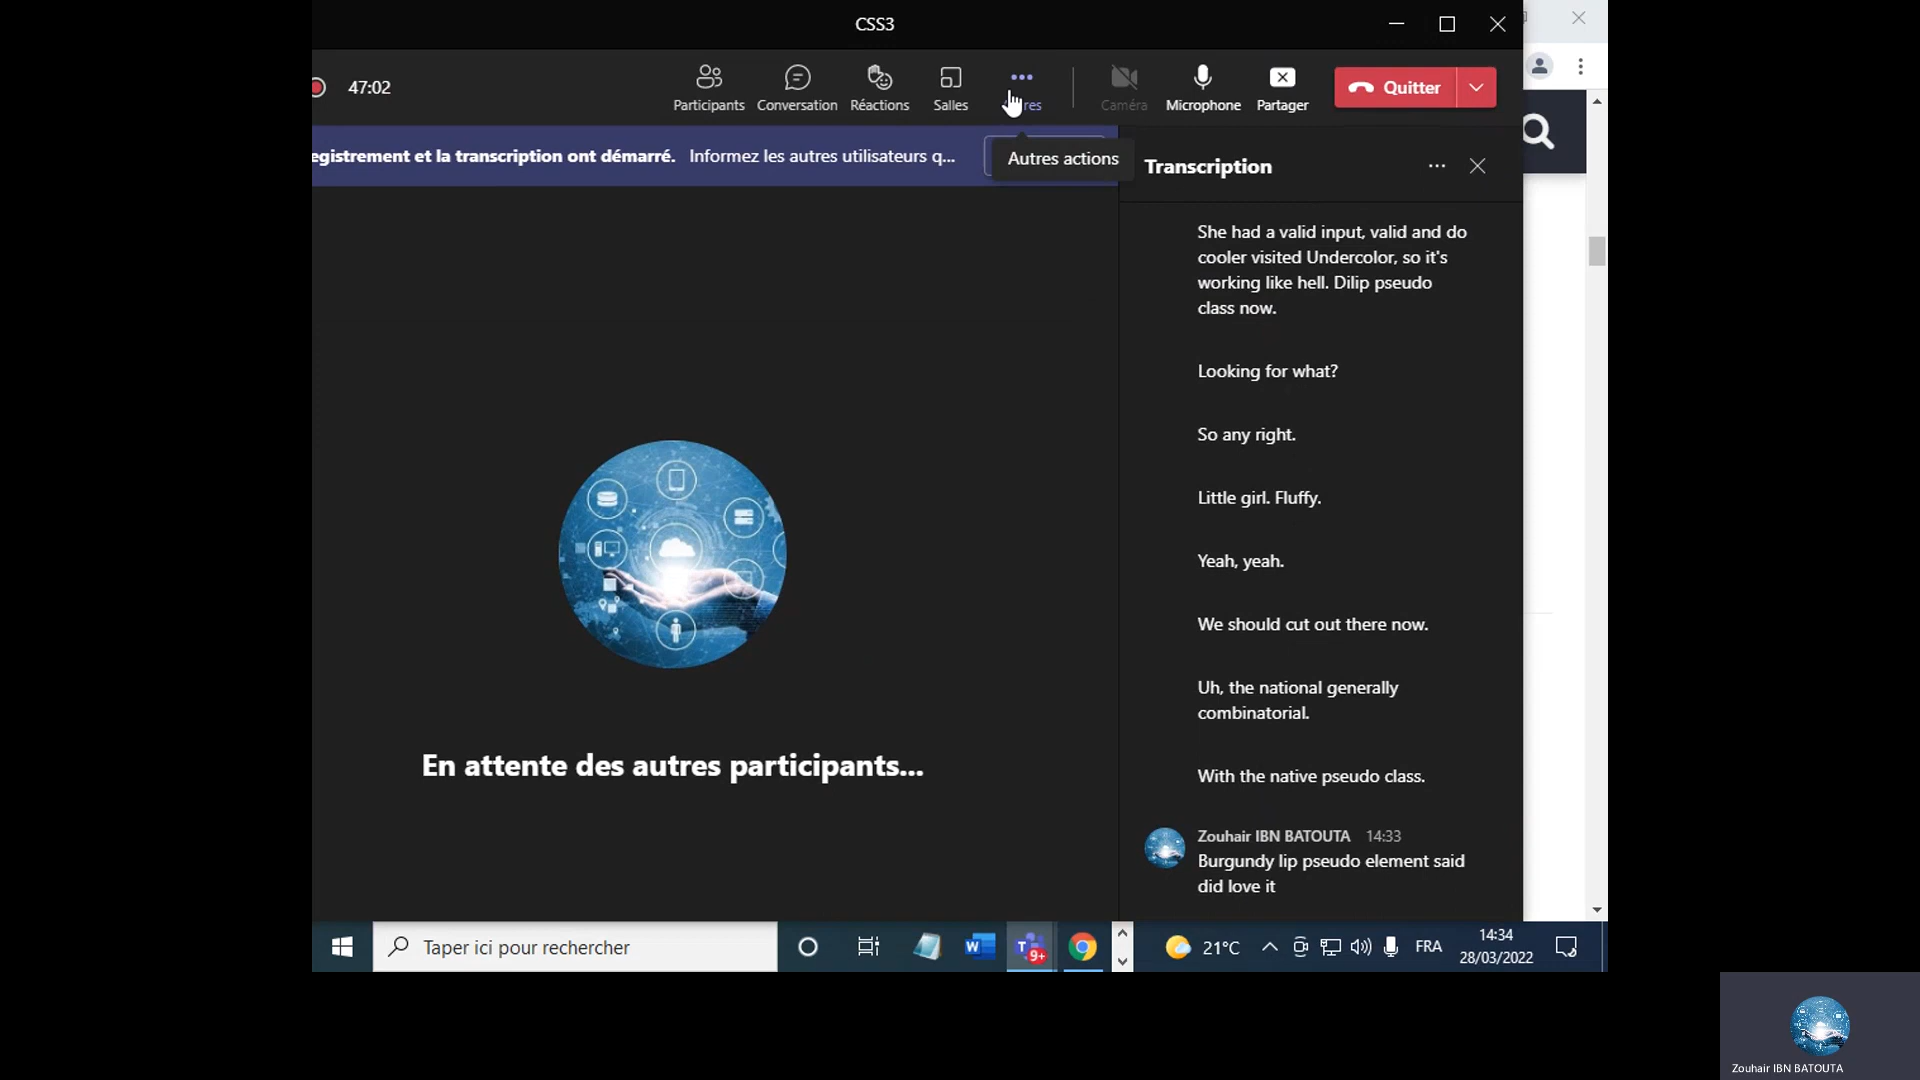 CSS3
47:02
Participants
Conversation
Réactions
Salles
Caméra
Microphone
Partager
Quitter
egistrement et la transcription ont démarré. Informez les autres utilisateurs q...
Autres actions
Transcription
She had a valid input, valid and do
cooler visited Undercolor, so it's
working like hell. Dilip pseudo
class now.
Looking for what?
So any right.
Little girl. Fluffy.
Yeah, yeah.
We should cut out there now.
Uh, the national generally
combinatorial.
With the native pseudo class.
Zouhair IBN BATOUTA 14:33
Burgundy lip pseudo element said
did love it
En attente des autres participants...
Taper ici pour rechercher
9+
21°C
FRA
14:34
28/03/2022
Zouhair IBN BATOUTA